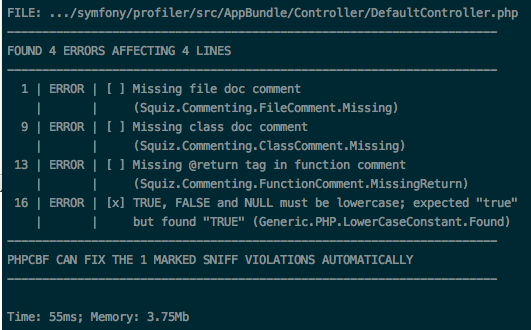 FILE: .../symfony/profiler/src/AppBundle/Controller/DefaultController.php
----------------------------------------------------------------------
FOUND 4 ERRORS AFFECTING 4 LINES
----------------------------------------------------------------------
  1 | ERROR | [ ] Missing file doc comment
    |       |     (Squiz.Commenting.FileComment.Missing)
  9 | ERROR | [ ] Missing class doc comment
    |       |     (Squiz.Commenting.ClassComment.Missing)
 13 | ERROR | [ ] Missing @return tag in function comment
    |       |     (Squiz.Commenting.FunctionComment.MissingReturn)
 16 | ERROR | [x] TRUE, FALSE and NULL must be lowercase; expected "true"
    |       |     but found "TRUE" (Generic.PHP.LowerCaseConstant.Found)
----------------------------------------------------------------------
PHPCBF CAN FIX THE 1 MARKED SNIFF VIOLATIONS AUTOMATICALLY
----------------------------------------------------------------------
Time: 55ms; Memory: 3.75Mb